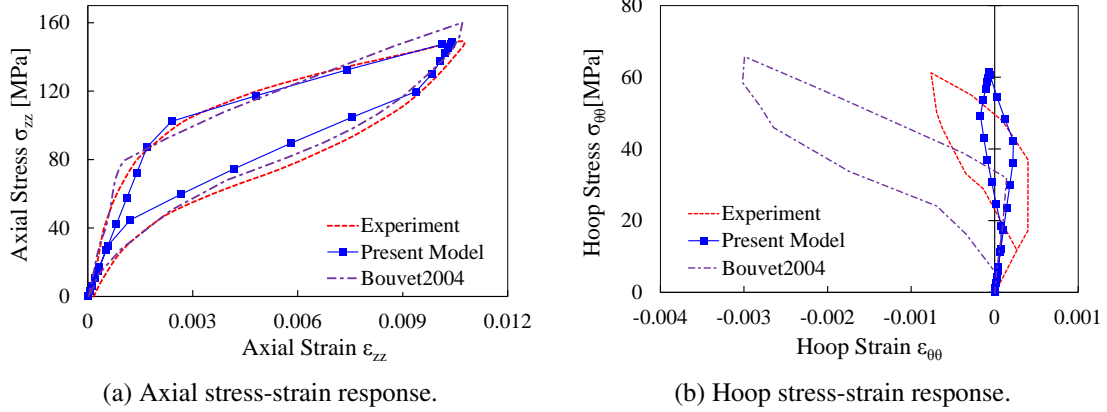 160
120
80
40
0
0
0.003
0.006
0.009
0.012
Axial Stress σzz [MPa]
Axial Strain εzz
Experiment
Present Model
Bouvet2004
(a) Axial stress-strain response.
80
60
40
20
0
-0.004
-0.003
-0.002
-0.001
0
0.001
Hoop Stress σθθ[MPa]
Hoop Strain εθθ
Experiment
Present Model
Bouvet2004
(b) Hoop stress-strain response.